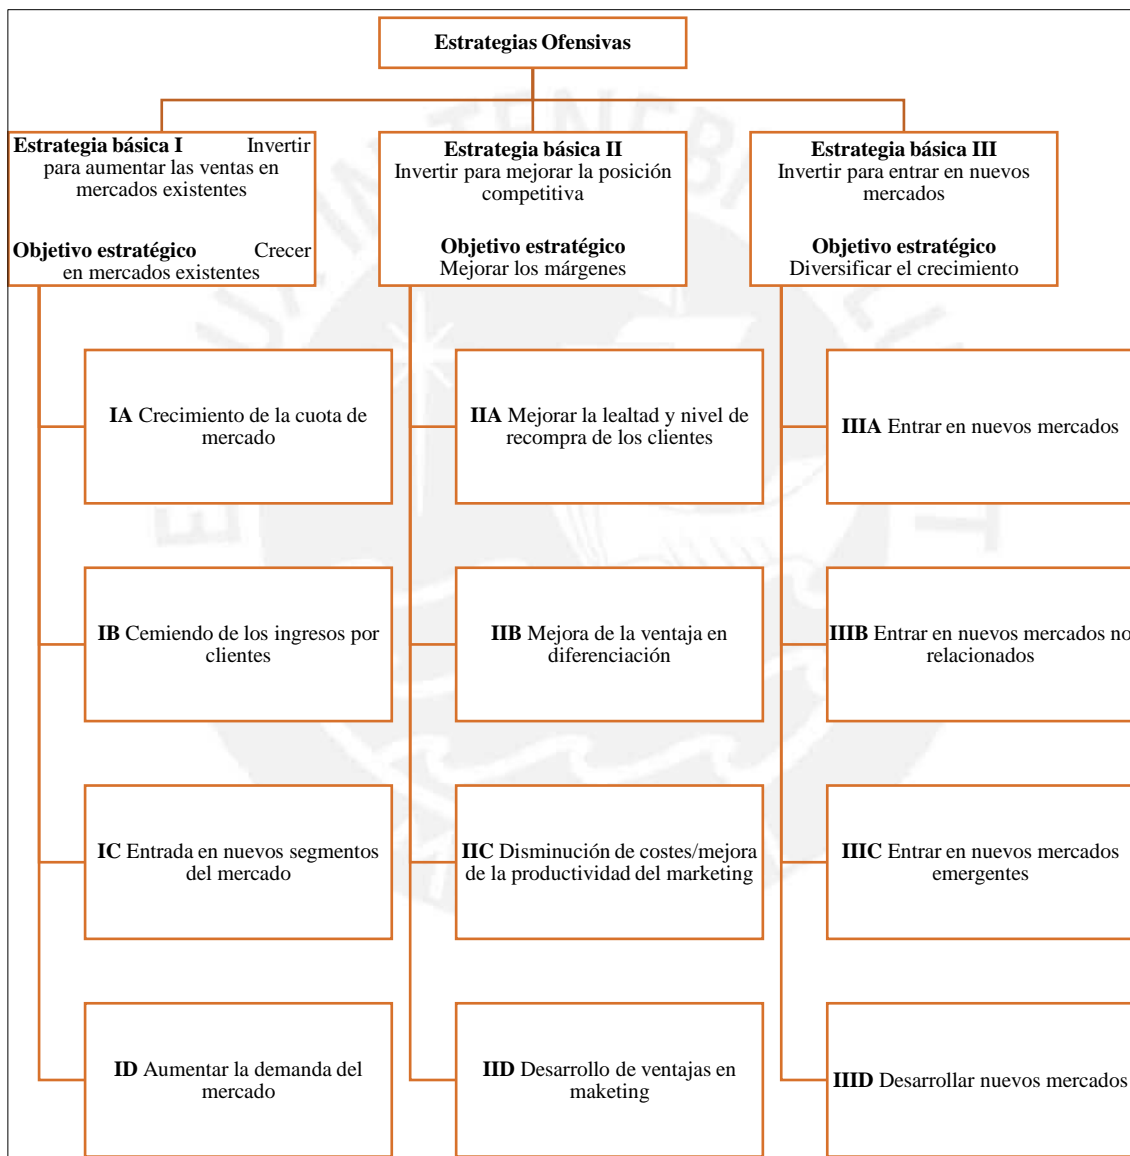 Estrategias Ofensivas
Estrategia básica I Invertir
para aumentar las ventas en
mercados existentes
Objetivo estratégico Crecer
en mercados existentes
IA Crecimiento de la cuota de
mercado
IB Cemiendo de los ingresos por
clientes
IC Entrada en nuevos segmentos
del mercado
ID Aumentar la demanda del
mercado
Estrategia básica II
Invertir para mejorar la posición
competitiva
Objetivo estratégico
Mejorar los márgenes
IIA Mejorar la lealtad y nivel de
recompra de los clientes
IIB Mejora de la ventaja en
diferenciación
IIC Disminución de costes/mejora
de la productividad del marketing
IID Desarrollo de ventajas en
maketing
Estrategia básica III
Invertir para entrar en nuevos
mercados
Objetivo estratégico
Diversificar el crecimiento
IIIA Entrar en nuevos mercados
IIIB Entrar en nuevos mercados no
relacionados
IIIC Entrar en nuevos mercados
emergentes
IIID Desarrollar nuevos mercados